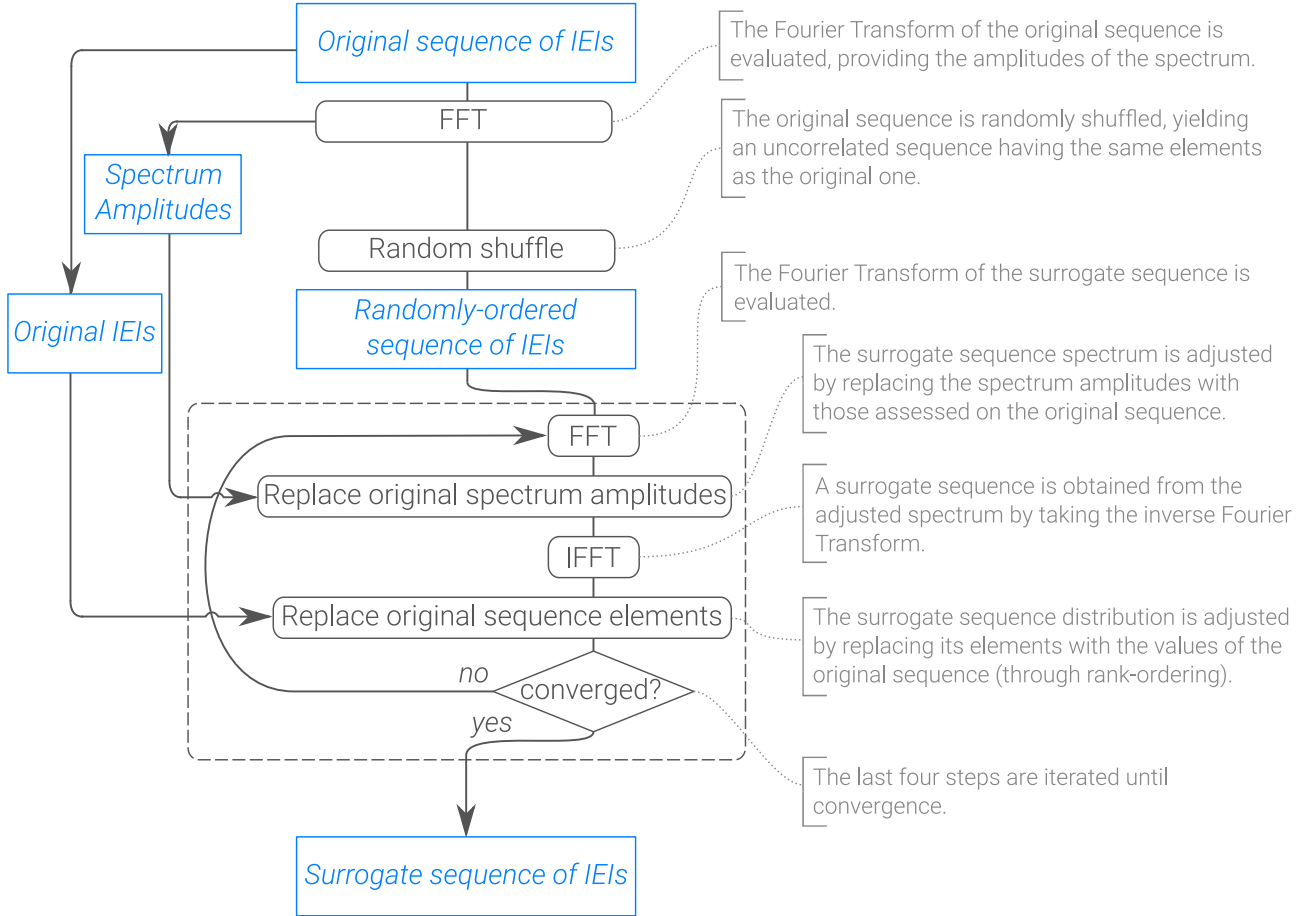 Original sequence of IEIs
The Fourier Transform of the original sequence is
evaluated, providing the amplitudes of the spectrum.
FFT
The original sequence is randomly shuffled, yielding
an uncorrelated sequence having the same elements
as the original one.
Spectrum
Amplitudes
Random shuffle
The Fourier Transform of the surrogate sequence is
evaluated.
Original IEIs
Randomly-ordered
sequence of IEIs
The surrogate sequence spectrum is adjusted
by replacing the spectrum amplitudes with
those assessed on the original sequence.
FFT
Replace original spectrum amplitudes
A surrogate sequence is obtained from the
adjusted spectrum by taking the inverse Fourier
Transform.
IFFT
Replace original sequence elements
The surrogate sequence distribution is adjusted
by replacing its elements with the values of the
original sequence (through rank-ordering).
no
converged?
yes
The last four steps are iterated until
convergence.
Surrogate sequence of IEIs